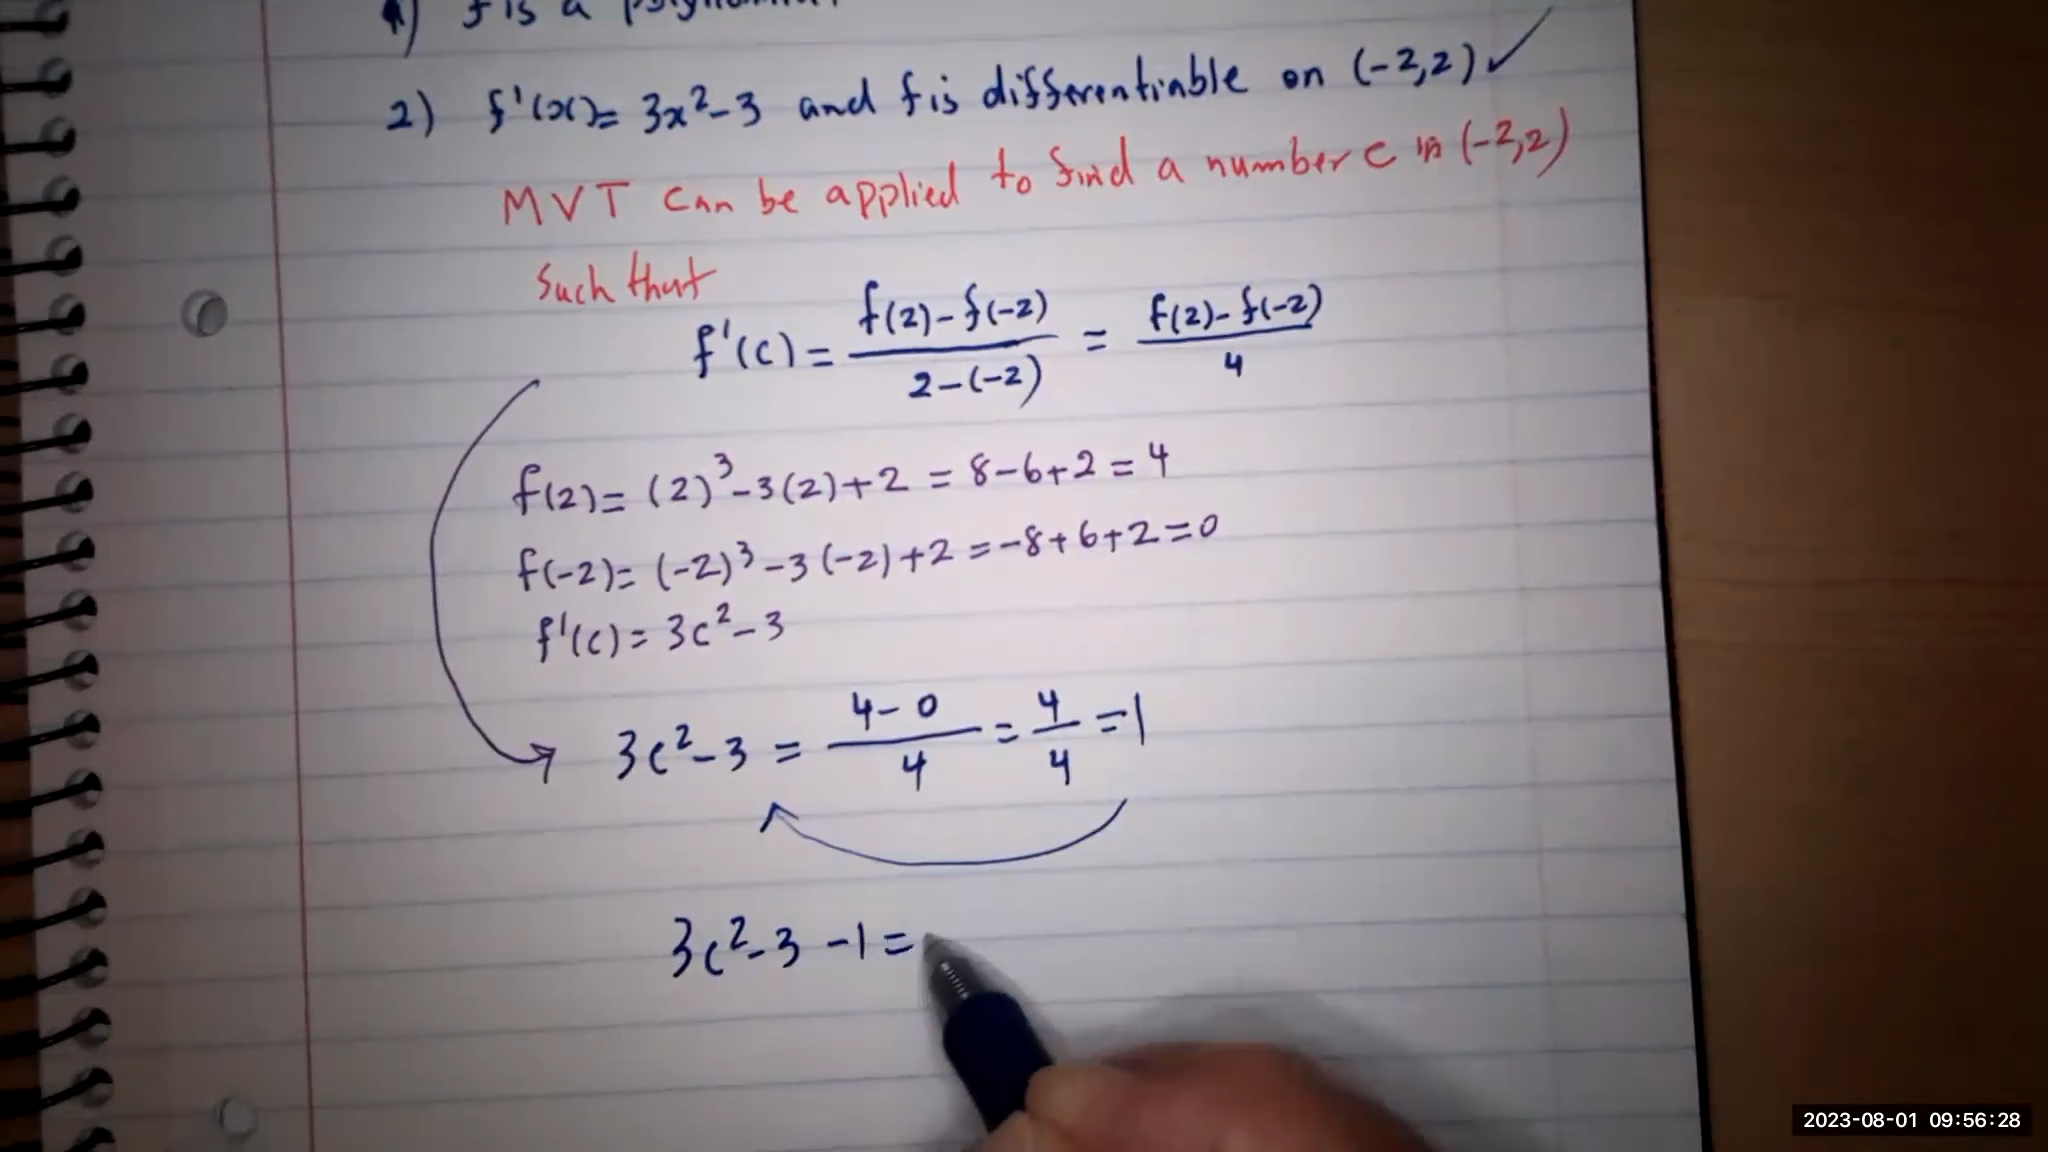 1) f is a polynomial
2) f'(x) = 3x² - 3 and f is differentiable on (-2,2) ✓
MVT can be applied to find a number c in (-2,2)
such that
f'(c) = (f(2) - f(-2))/(2-(-2)) = (f(2) - f(-2))/4
f(2) = (2)³ - 3(2) + 2 = 8 - 6 + 2 = 4
f(-2) = (-2)³ - 3(-2) + 2 = -8 + 6 + 2 = 0
f'(c) = 3c² - 3
3c² - 3 = (4 - 0)/4 = 4/4 = 1
3c² - 3 - 1 =
2023-08-01 09:56:28